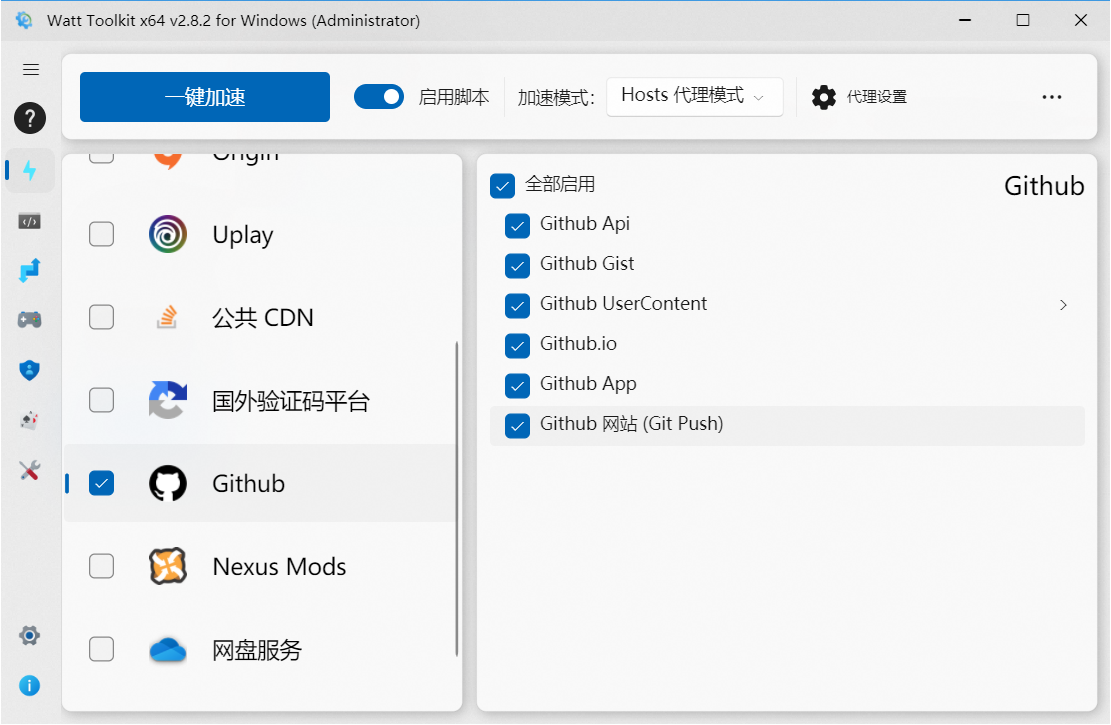 Watt Toolkit x64 v2.8.2 for Windows (Administrator)
一键加速
启用脚本
加速模式：
Hosts 代理模式
代理设置
Origin
Uplay
公共 CDN
国外验证码平台
Github
Nexus Mods
网盘服务
全部启用
Github
Github Api
Github Gist
Github UserContent
Github.io
Github App
Github 网站 (Git Push)